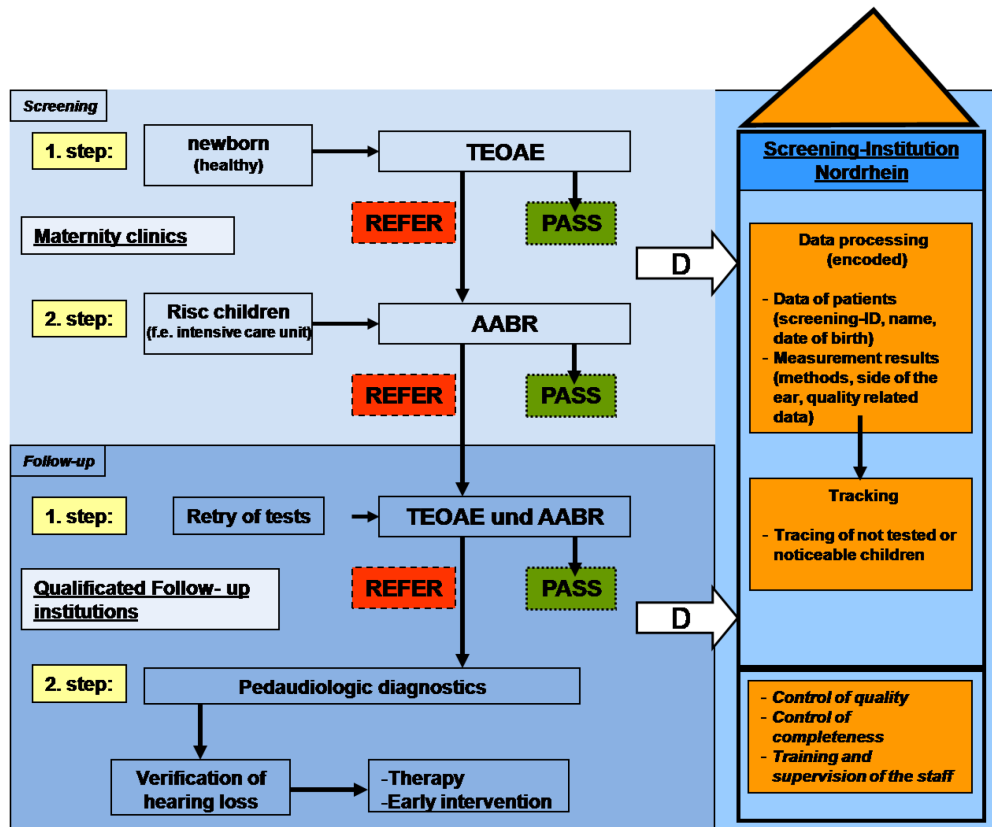 Screening
1. step:
newborn
(healthy)
TEOAE
REFER
PASS
Maternity clinics
2. step:
Risc children
(f.e. intensive care unit)
AABR
REFER
PASS
D
Follow-up
1. step:
Retry of tests
TEOAE und AABR
REFER
PASS
Qualificated Follow- up
institutions
D
2. step:
Pedaudiologic diagnostics
Verification of
hearing loss
-Therapy
-Early intervention
Screening-Institution
Nordrhein
Data processing
(encoded)
- Data of patients
(screening-ID, name,
date of birth)
- Measurement results
(methods, side of the
ear, quality related
data)
Tracking
- Tracing of not tested or
noticeable children
- Control of quality
- Control of
completeness
- Training and
supervision of the staff